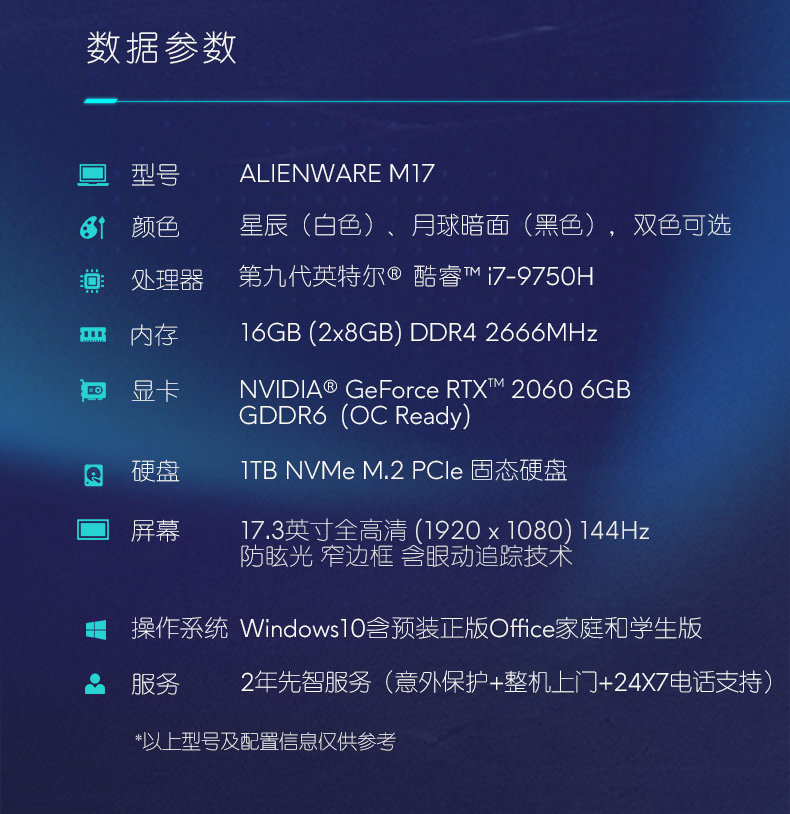 数据参数
型号 ALIENWARE M17
颜色 星辰（白色）、月球暗面（黑色），双色可选
处理器 第九代英特尔® 酷睿™ i7-9750H
内存 16GB (2x8GB) DDR4 2666MHz
显卡 NVIDIA® GeForce RTX™ 2060 6GB
GDDR6 (OC Ready)
硬盘 1TB NVMe M.2 PCIe 固态硬盘
屏幕 17.3英寸全高清 (1920 x 1080) 144Hz
防眩光 窄边框 含眼动追踪技术
操作系统 Windows10含预装正版Office家庭和学生版
服务 2年先智服务（意外保护+整机上门+24X7电话支持）
*以上型号及配置信息仅供参考